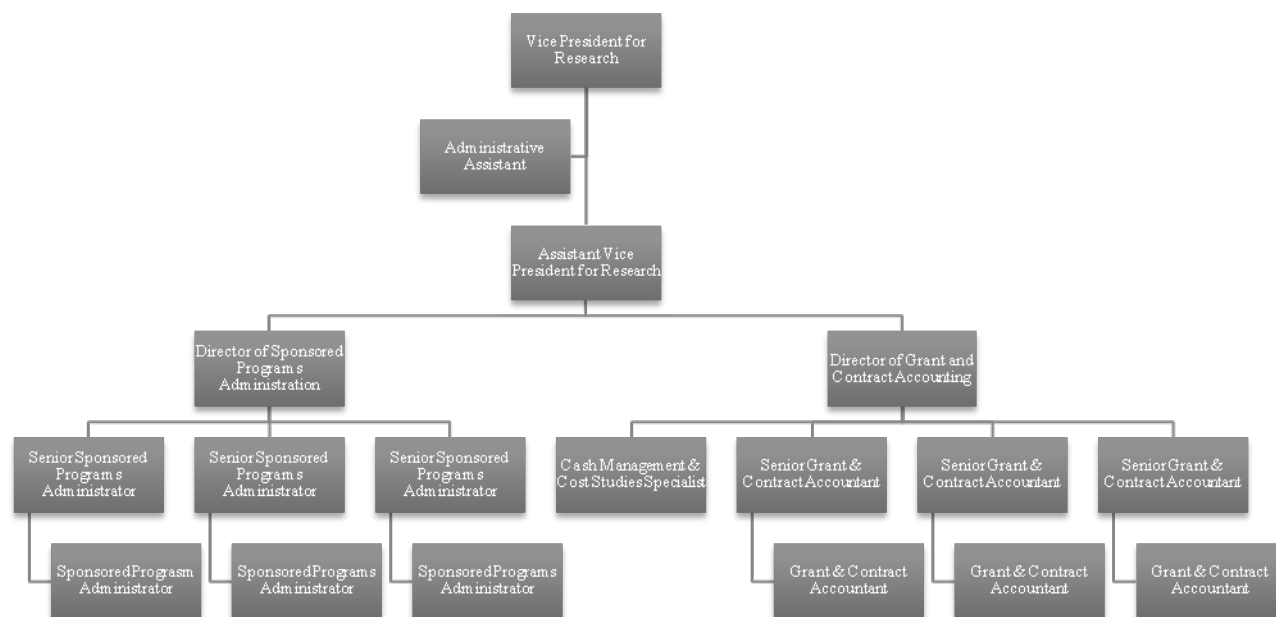 Vice President for
Research
Administrative
Assistant
Assistant Vice
President for Research
Director of Sponsored
Programs
Administration
Director of Grant and
Contract Accounting
Senior Sponsored
Programs
Administrator
Senior Sponsored
Programs
Administrator
Senior Sponsored
Programs
Administrator
Cash Management &
Cost Studies Specialist
Senior Grant &
Contract Accountant
Senior Grant &
Contract Accountant
Senior Grant &
Contract Accountant
Sponsored Prograsm
Administrator
Sponsored Programs
Administrator
Sponsored Programs
Administrator
Grant & Contract
Accountant
Grant & Contract
Accountant
Grant & Contract
Accountant